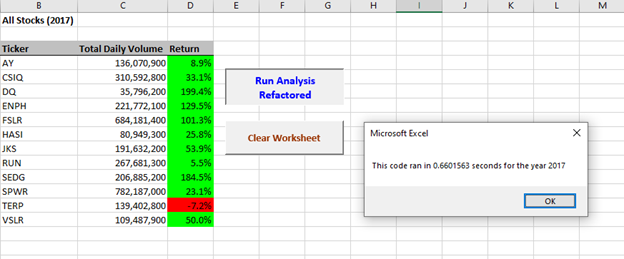 B C D E F G H I J K L M
All Stocks (2017)
Ticker Total Daily Volume Return
AY 136,070,900 8.9%
CSIQ 310,592,800 33.1%
DQ 35,796,200 199.4%
ENPH 221,772,100 129.5%
FSLR 684,181,400 101.3%
HASI 80,949,300 25.8%
JKS 191,632,200 53.9%
RUN 267,681,300 5.5%
SEDG 206,885,200 184.5%
SPWR 782,187,000 23.1%
TERP 139,402,800 -7.2%
VSLR 109,487,900 50.0%
Run Analysis
Refactored
Clear Worksheet
Microsoft Excel
This code ran in 0.6601563 seconds for the year 2017
OK